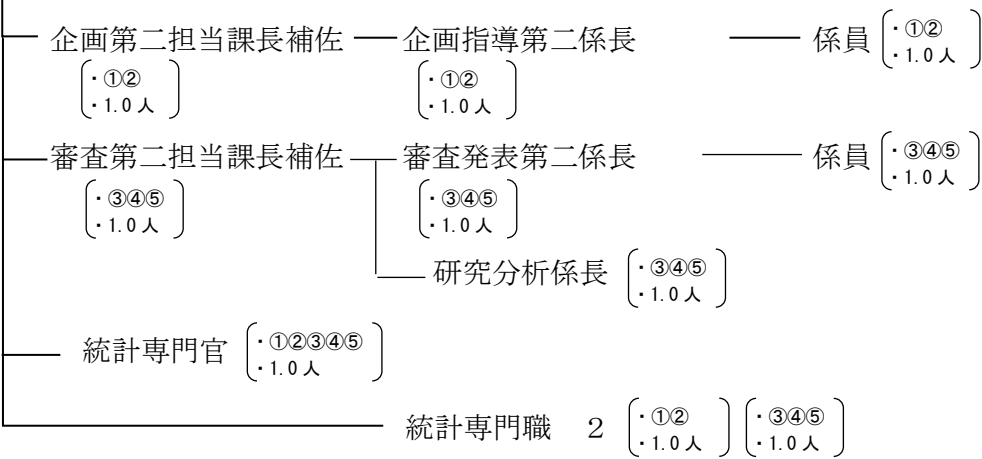 企画第二担当課長補佐 企画指導第二係長 係員 ・①②
・1.0人
・①② ・①②
・1.0人 ・1.0人
審査第二担当課長補佐 審査発表第二係長 係員 ・③④⑤
・1.0人
・③④⑤ ・③④⑤
・1.0人 ・1.0人
研究分析係長 ・③④⑤
・1.0人
統計専門官 ・①②③④⑤
・1.0人
統計専門職 2 ・①② ・③④⑤
・1.0人 ・1.0人